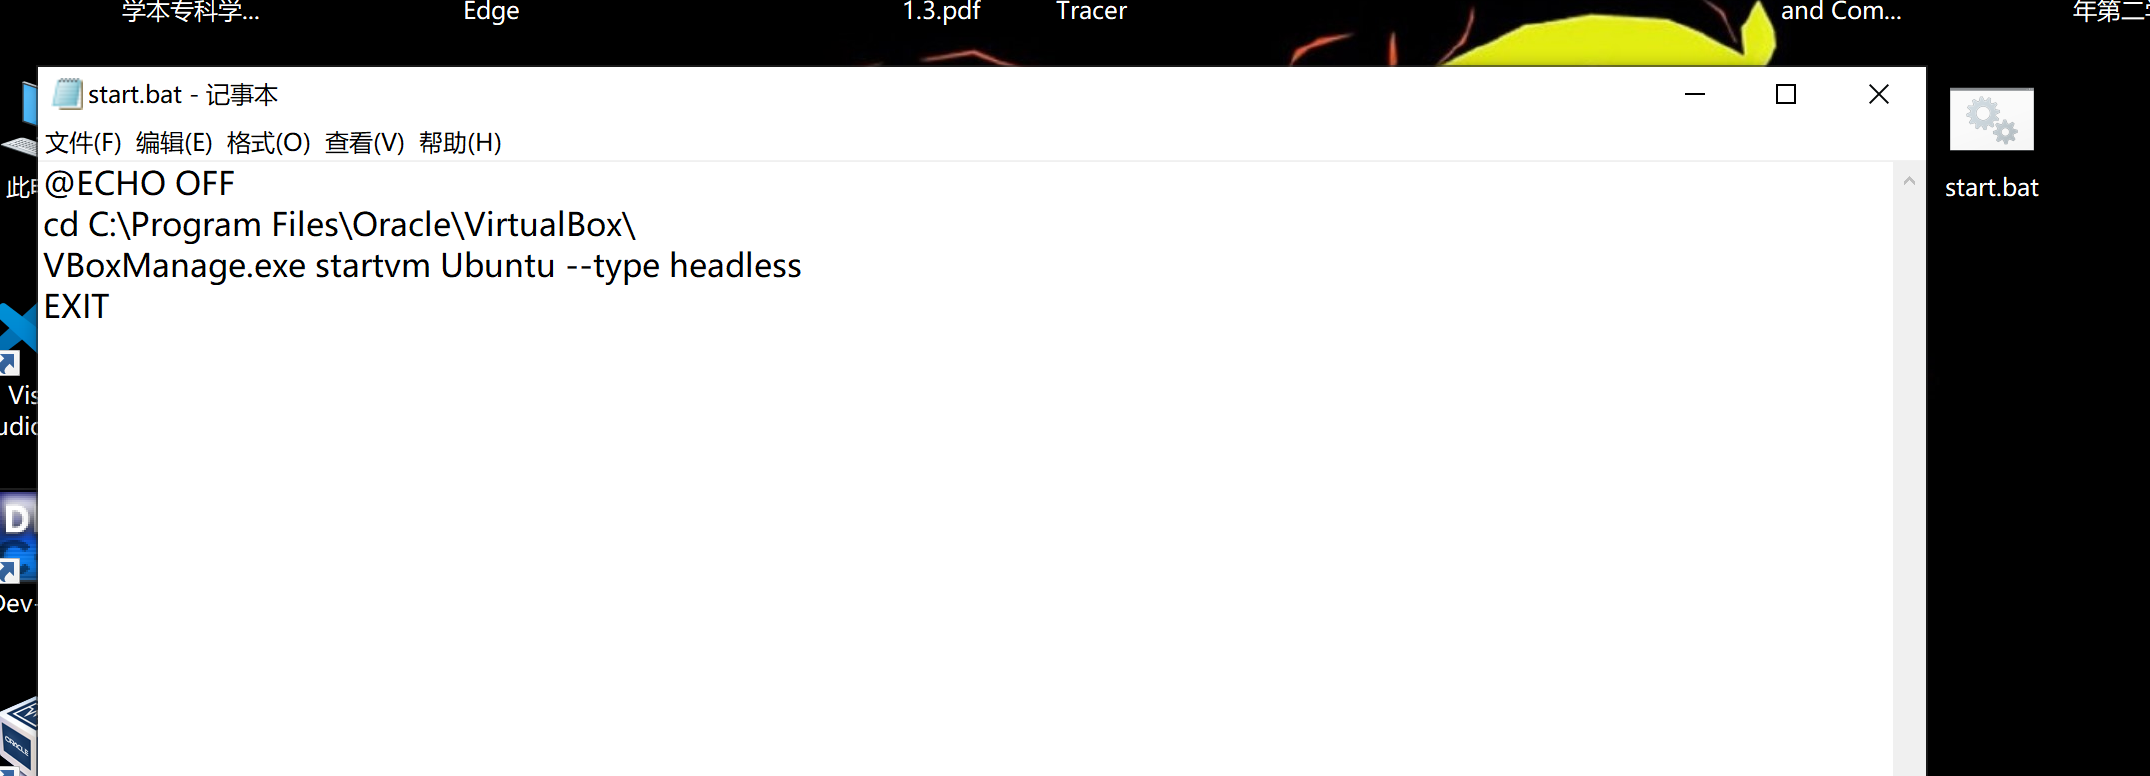 学本专科学...
Edge
1.3.pdf
Tracer
and Com...
年第二
start.bat - 记事本
文件(F) 编辑(E) 格式(O) 查看(V) 帮助(H)
@ECHO OFF
cd C:\Program Files\Oracle\VirtualBox\
VBoxManage.exe startvm Ubuntu --type headless
EXIT
start.bat
此
Vis
udio
Dev-
ORACLE